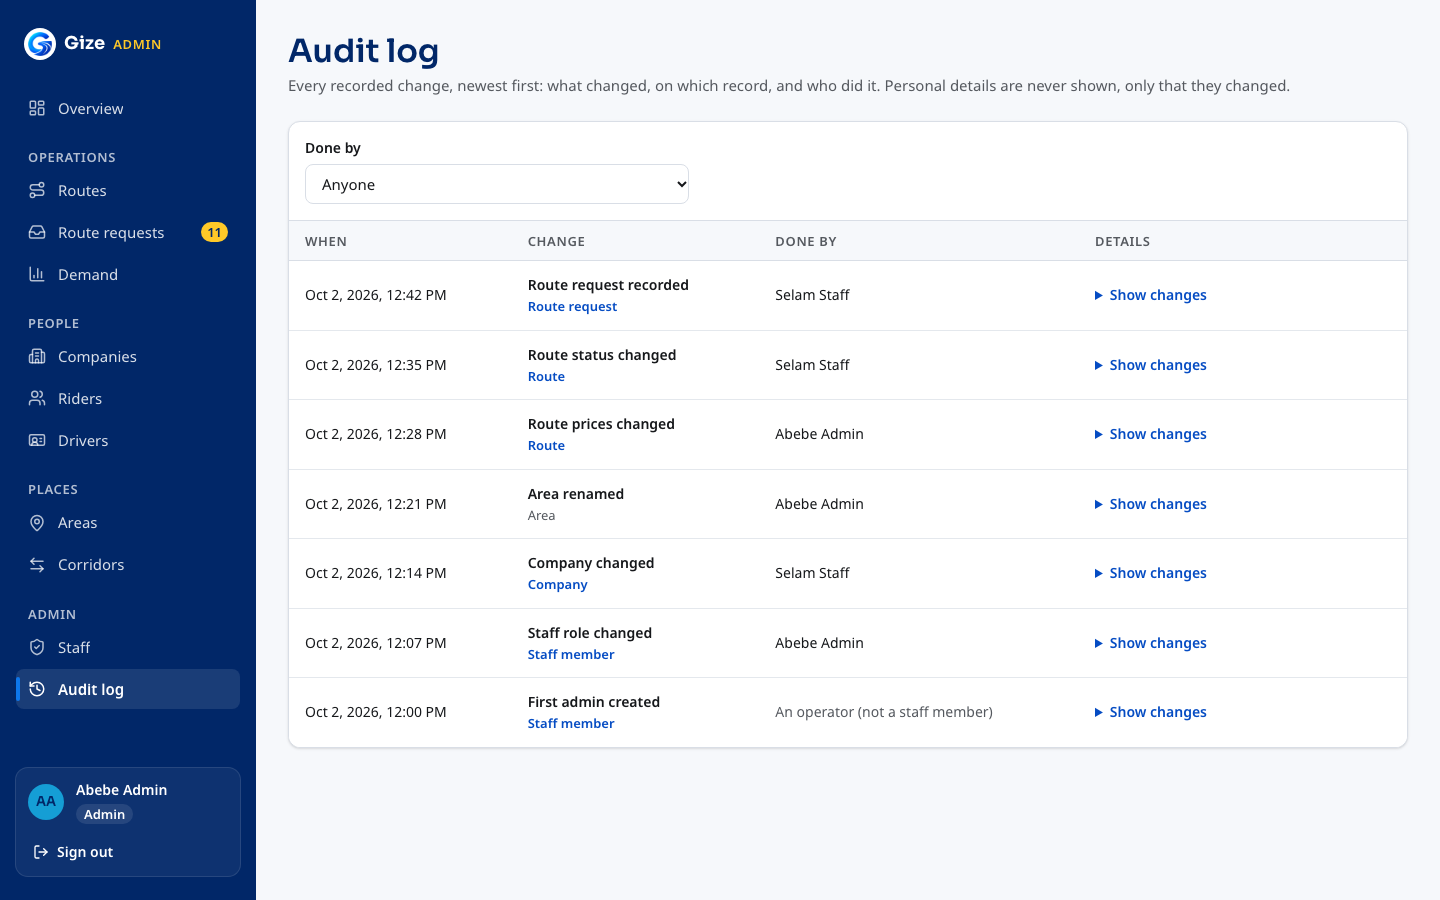 Gize ADMIN
Overview
OPERATIONS
Routes
Route requests 11
Demand
PEOPLE
Companies
Riders
Drivers
PLACES
Areas
Corridors
ADMIN
Staff
Audit log
AA
Abebe Admin
Admin
Sign out
Audit log
Every recorded change, newest first: what changed, on which record, and who did it. Personal details are never shown, only that they changed.
Done by
Anyone
WHEN CHANGE DONE BY DETAILS
Oct 2, 2026, 12:42 PM Route request recorded Selam Staff Show changes
Route request
Oct 2, 2026, 12:35 PM Route status changed Selam Staff Show changes
Route
Oct 2, 2026, 12:28 PM Route prices changed Abebe Admin Show changes
Route
Oct 2, 2026, 12:21 PM Area renamed Abebe Admin Show changes
Area
Oct 2, 2026, 12:14 PM Company changed Selam Staff Show changes
Company
Oct 2, 2026, 12:07 PM Staff role changed Abebe Admin Show changes
Staff member
Oct 2, 2026, 12:00 PM First admin created An operator (not a staff member) Show changes
Staff member